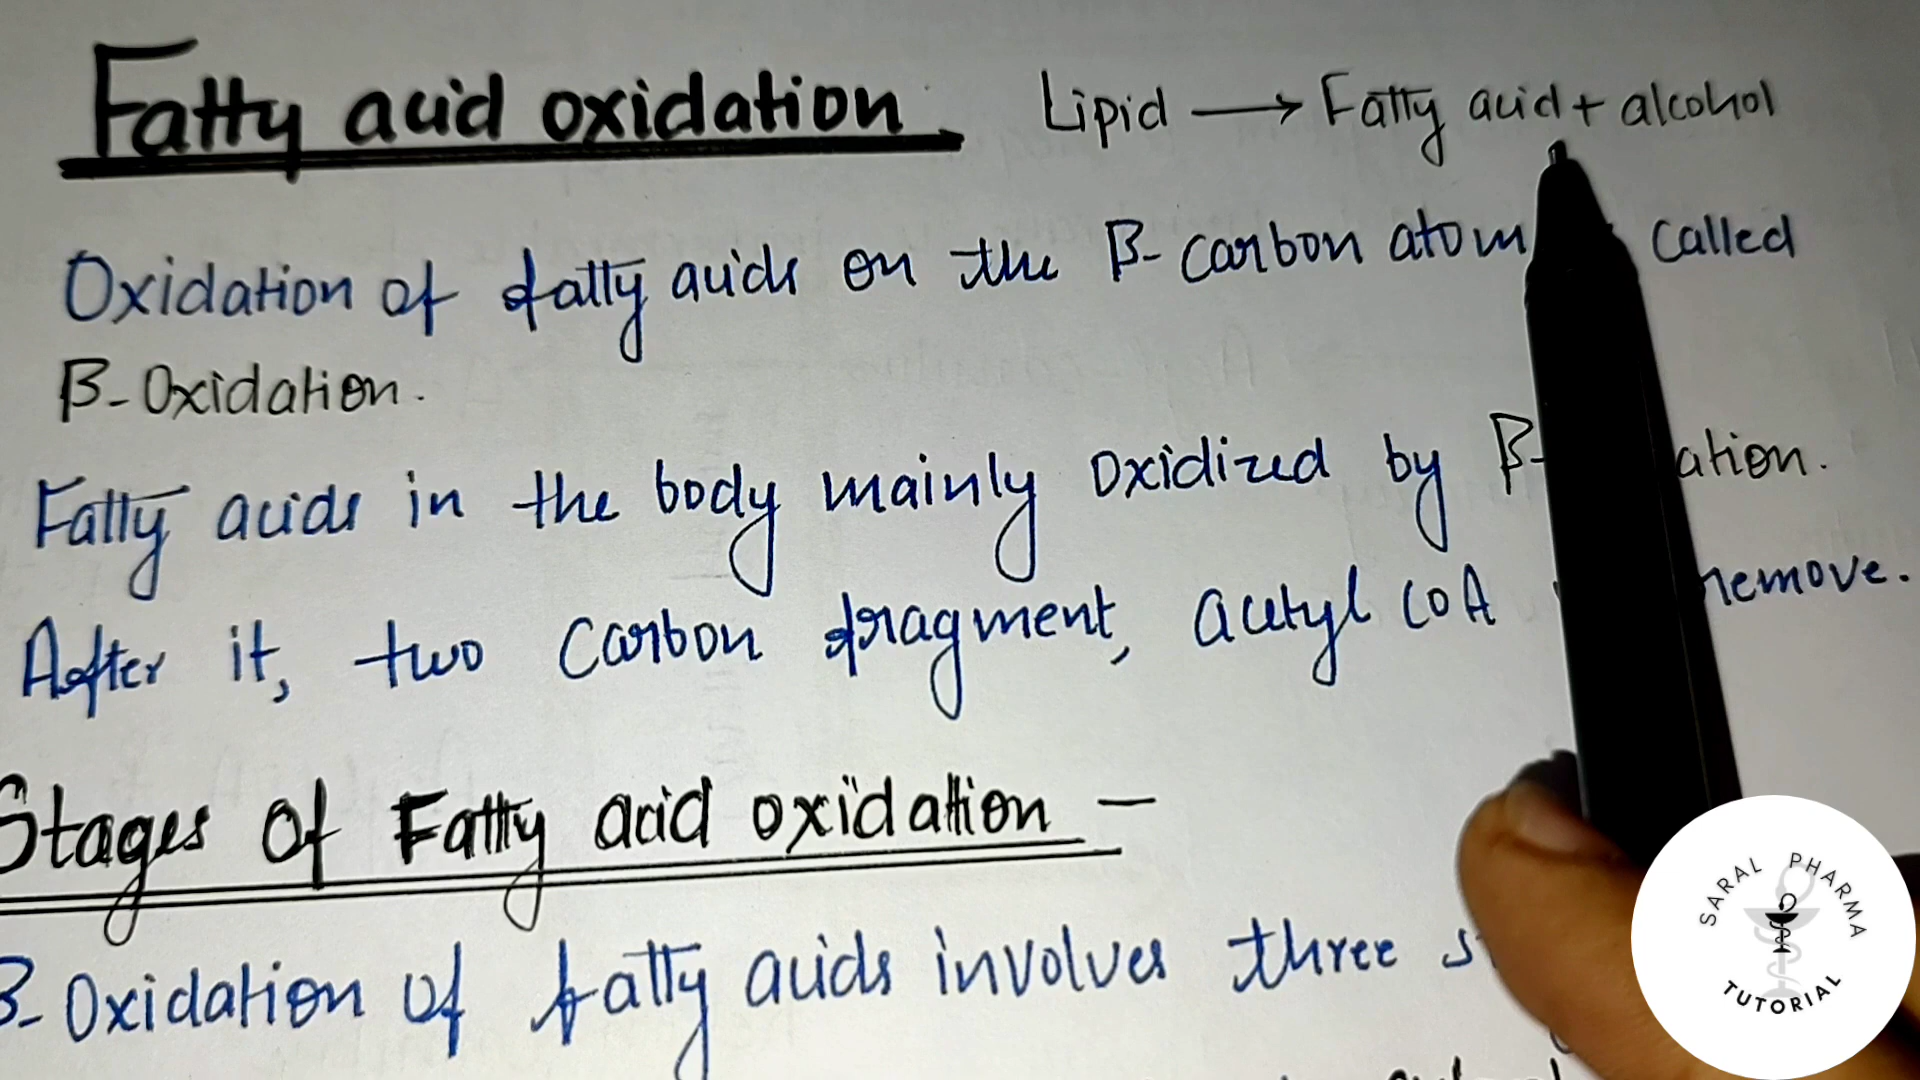 Fatty acid oxidation. Lipid → Fatty acid + alcohol
Oxidation of fatty acids on the β-carbon atom called
β-Oxidation.
Fatty acids in the body mainly oxidized by β- ation.
After it, two carbon fragment, acetyl CoA remove.
Stages of Fatty acid oxidation —
β-Oxidation of fatty acids involves three
SARAL PHARMA
TUTORIAL